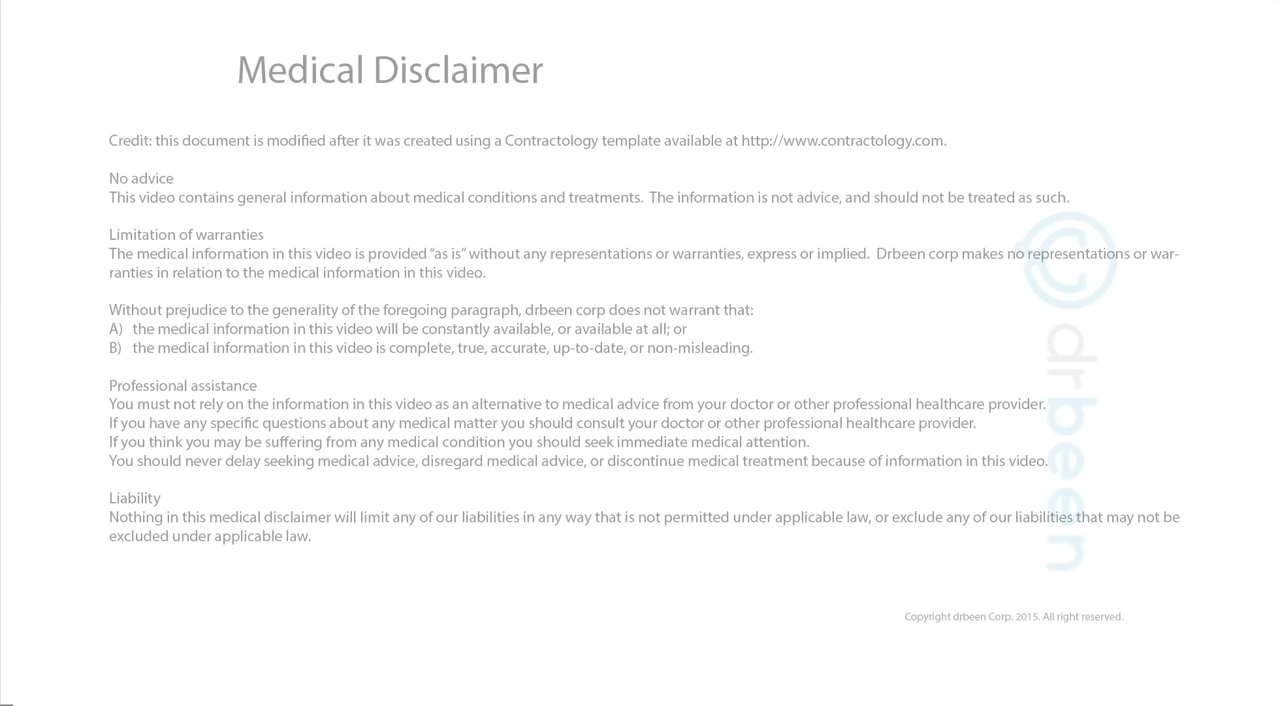 Medical Disclaimer
Credit: this document is modified after it was created using a Contractology template available at http://www.contractology.com.
No advice
This video contains general information about medical conditions and treatments.  The information is not advice, and should not be treated as such.
Limitation of warranties
The medical information in this video is provided “as is” without any representations or warranties, express or implied.  Drbeen corp makes no representations or war-
ranties in relation to the medical information in this video.
Without prejudice to the generality of the foregoing paragraph, drbeen corp does not warrant that:
A)  the medical information in this video will be constantly available, or available at all; or
B)  the medical information in this video is complete, true, accurate, up-to-date, or non-misleading.
Professional assistance
You must not rely on the information in this video as an alternative to medical advice from your doctor or other professional healthcare provider.
If you have any specific questions about any medical matter you should consult your doctor or other professional healthcare provider.
If you think you may be suffering from any medical condition you should seek immediate medical attention.
You should never delay seeking medical advice, disregard medical advice, or discontinue medical treatment because of information in this video.
Liability
Nothing in this medical disclaimer will limit any of our liabilities in any way that is not permitted under applicable law, or exclude any of our liabilities that may not be
excluded under applicable law.
Copyright drbeen Corp. 2015. All right reserved.
drbeen